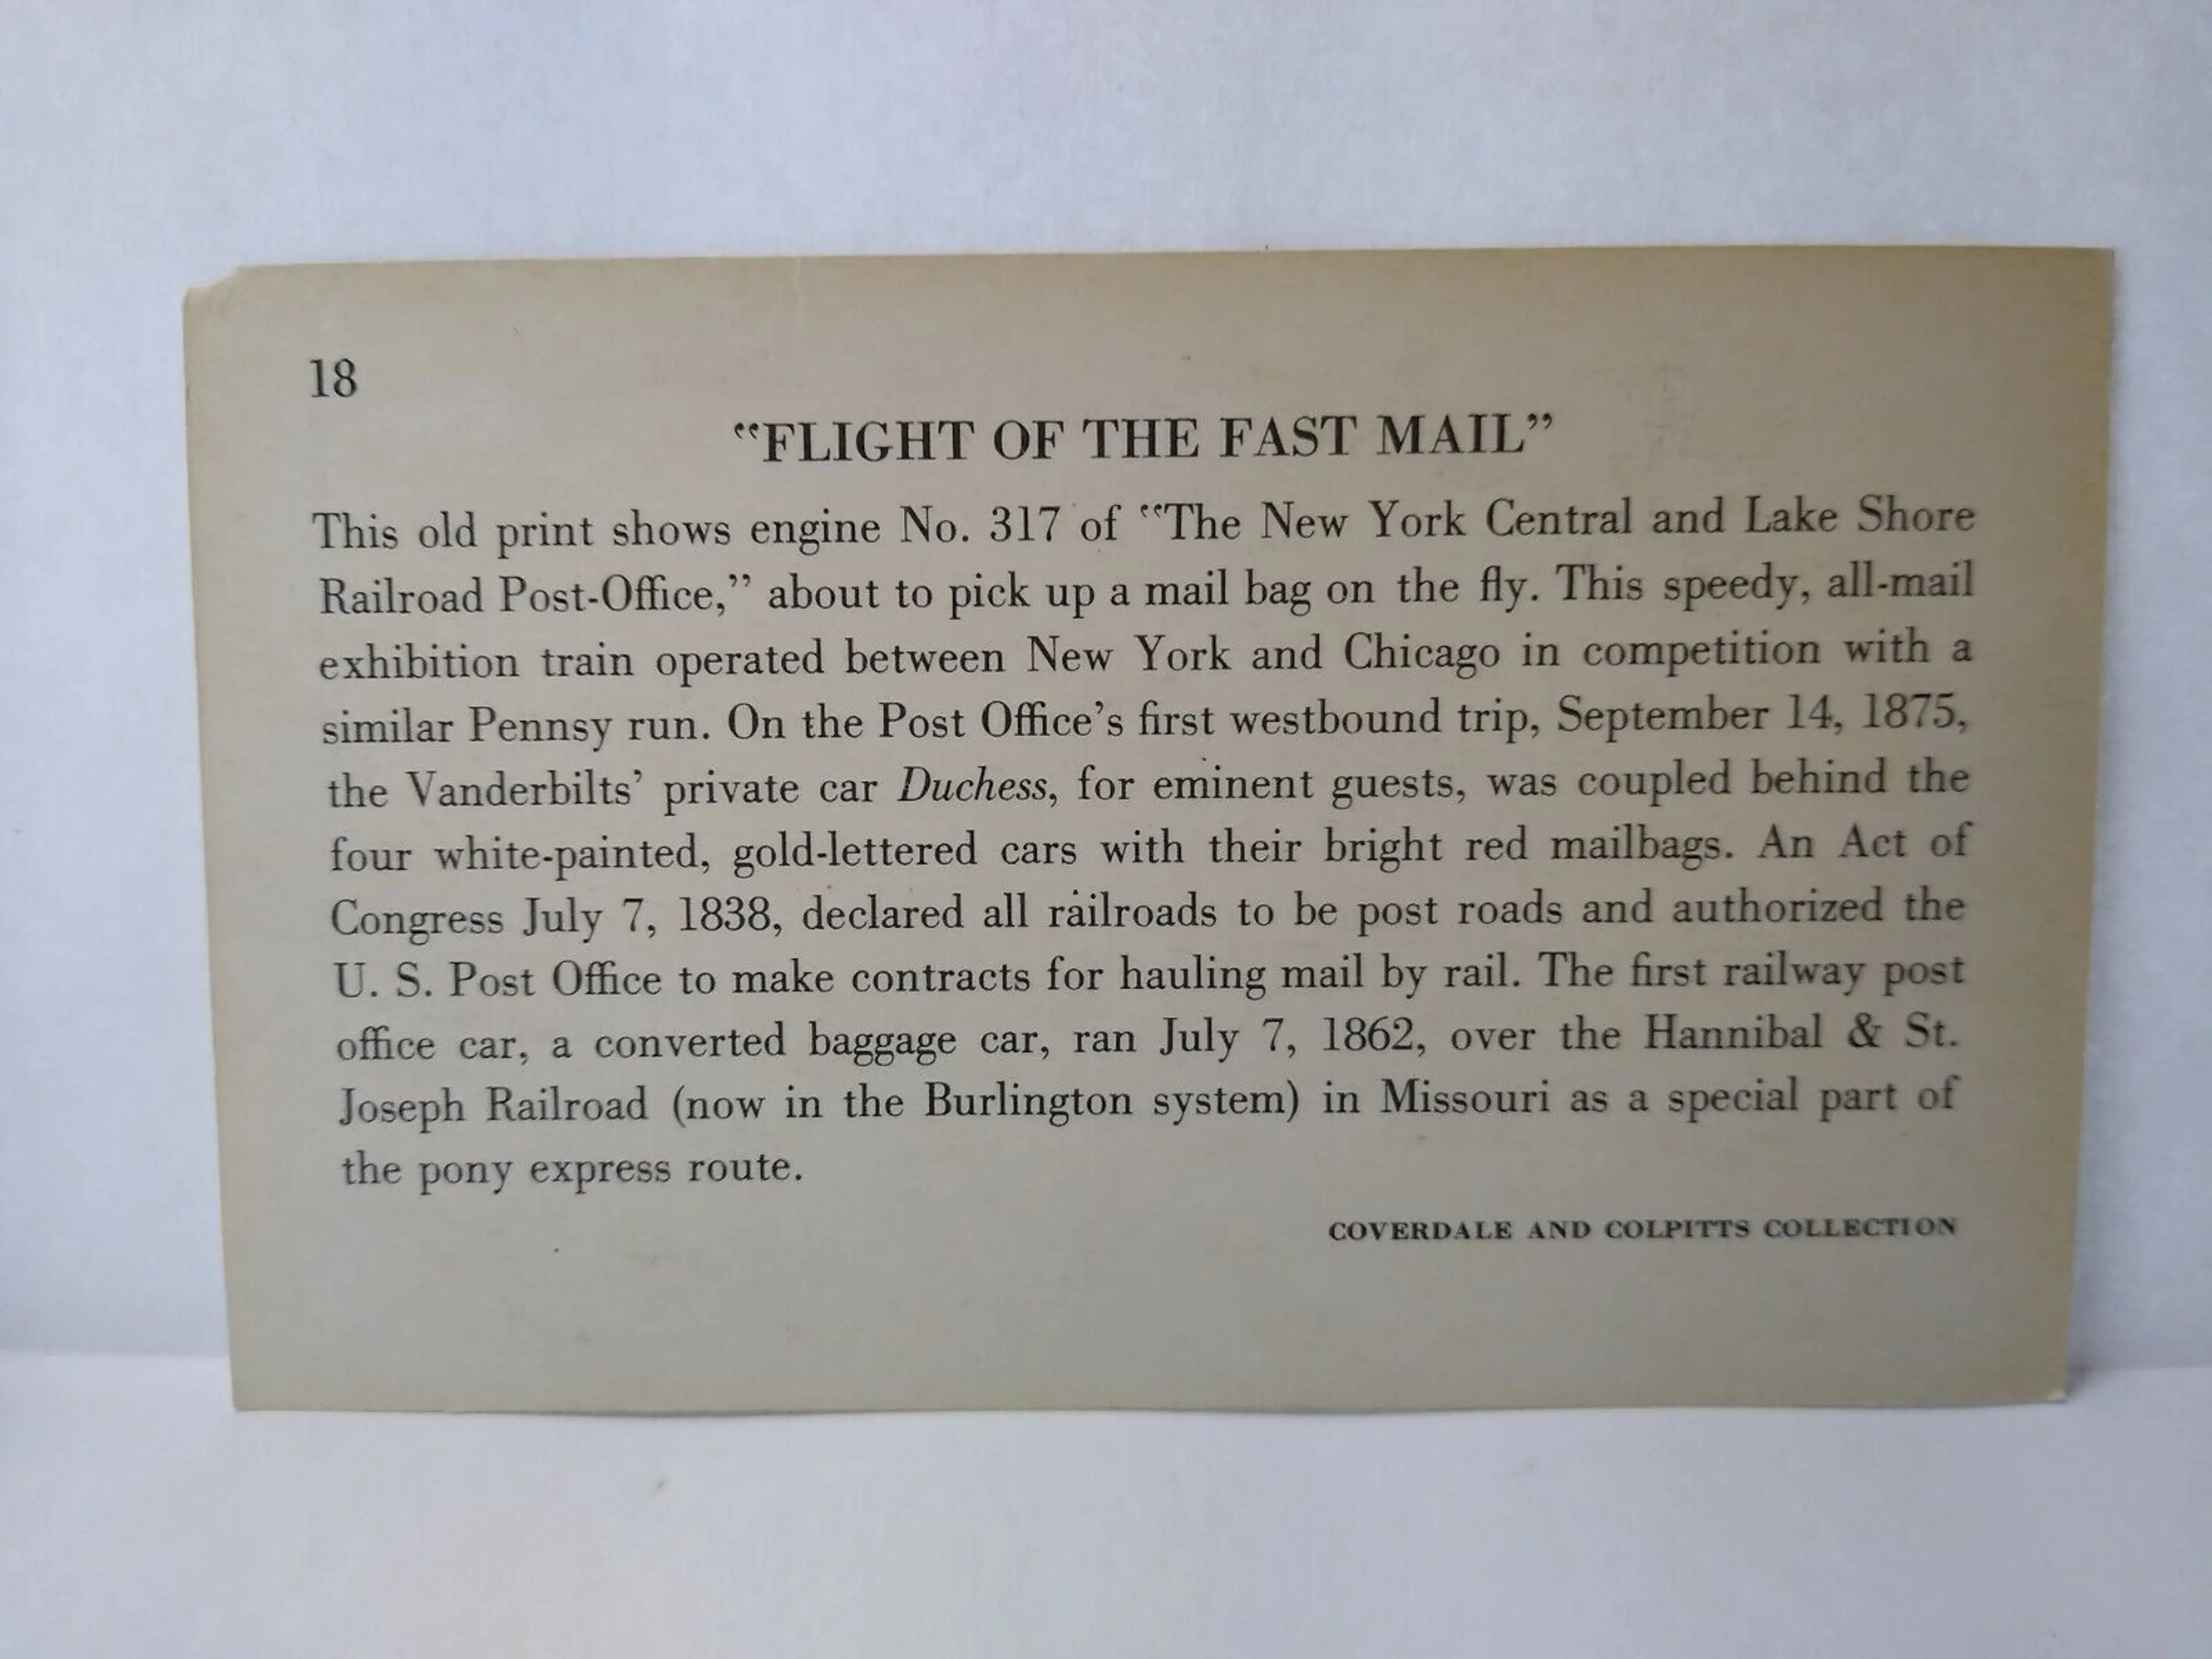 18
“FLIGHT OF THE FAST MAIL”
This old print shows engine No. 317 of “The New York Central and Lake Shore
Railroad Post-Office,” about to pick up a mail bag on the fly. This speedy, all-mail
exhibition train operated between New York and Chicago in competition with a
similar Pennsy run. On the Post Office’s first westbound trip, September 14, 1875,
the Vanderbilts’ private car Duchess, for eminent guests, was coupled behind the
four white-painted, gold-lettered cars with their bright red mailbags. An Act of
Congress July 7, 1838, declared all railroads to be post roads and authorized the
U. S. Post Office to make contracts for hauling mail by rail. The first railway post
office car, a converted baggage car, ran July 7, 1862, over the Hannibal & St.
Joseph Railroad (now in the Burlington system) in Missouri as a special part of
the pony express route.
COVERDALE AND COLPITTS COLLECTION